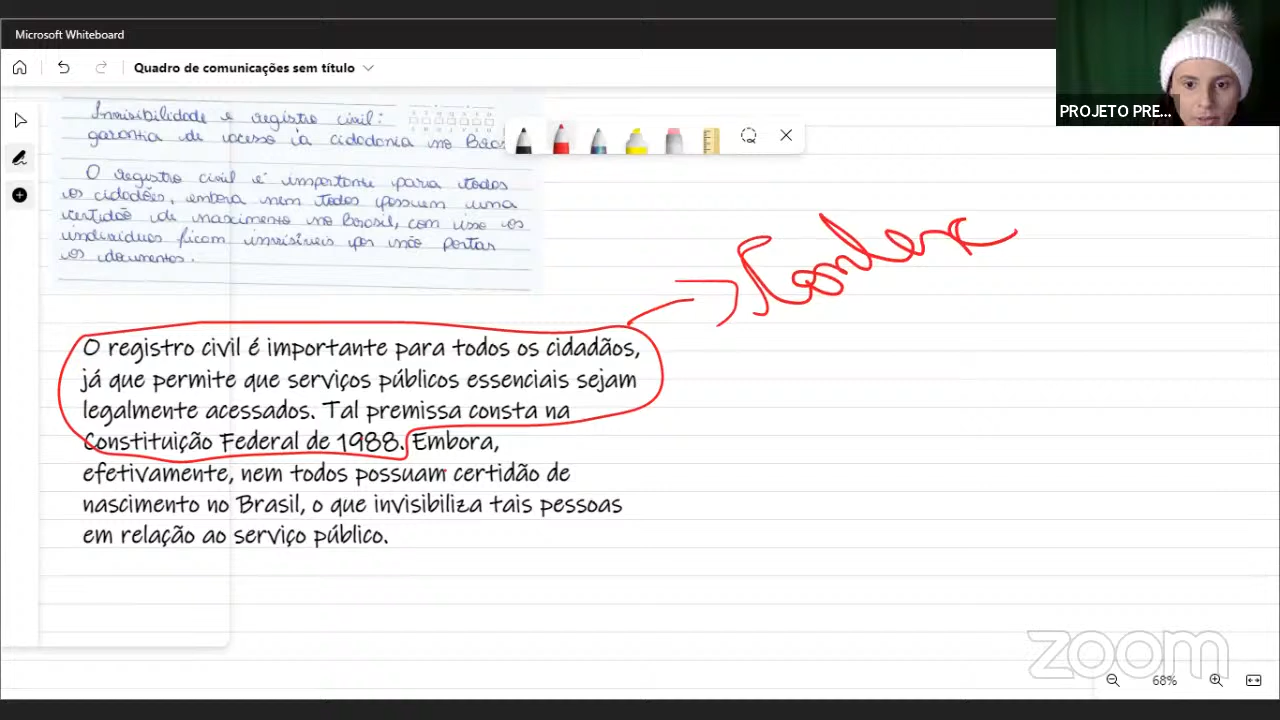 Microsoft Whiteboard
Quadro de comunicações sem título
PROJETO PRE...
Invisibilidade e registro civil:
garantia de acesso à cidadania no Bras
O registro civil é importante para todos
os cidadões, embora nem todos possuem uma
certidão de nascimento no Brasil, com isso os
indivíduos ficam invisíveis por não portar
os documentos.
O registro civil é importante para todos os cidadãos,
já que permite que serviços públicos essenciais sejam
legalmente acessados. Tal premissa consta na
Constituição Federal de 1988. Embora,
efetivamente, nem todos possuam certidão de
nascimento no Brasil, o que invisibiliza tais pessoas
em relação ao serviço público.
zoom
68%